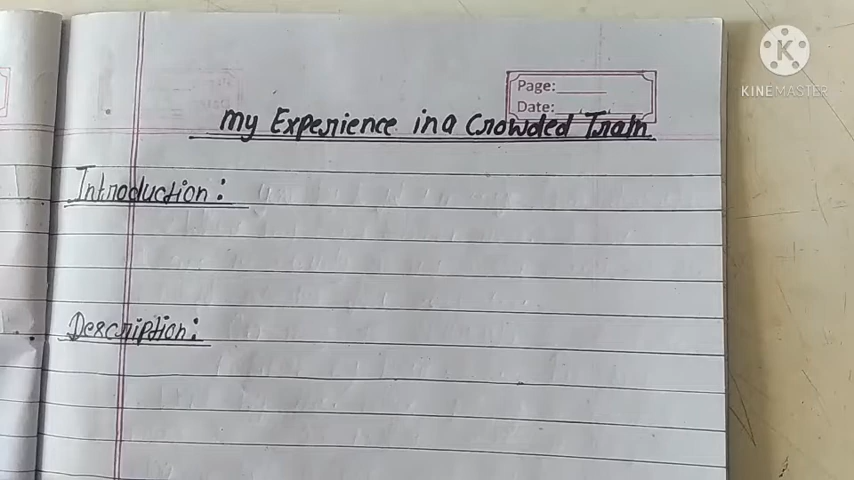 Page:
Date:
My Experience in a Crowded Train
Introduction:
Description:
K
KINEMASTER